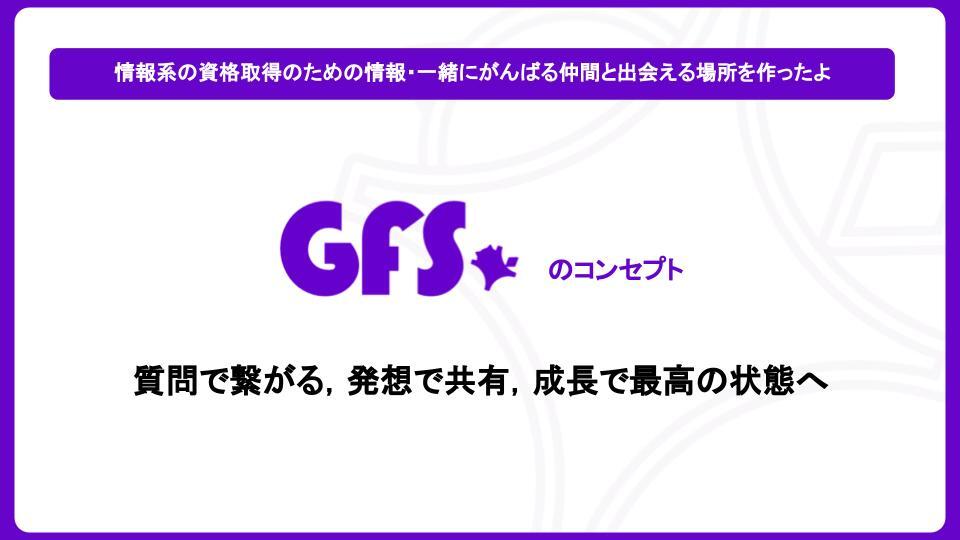 情報系の資格取得のための情報・一緒にがんばる仲間と出会える場所を作ったよ
GFS のコンセプト
質問で繋がる, 発想で共有, 成長で最高の状態へ